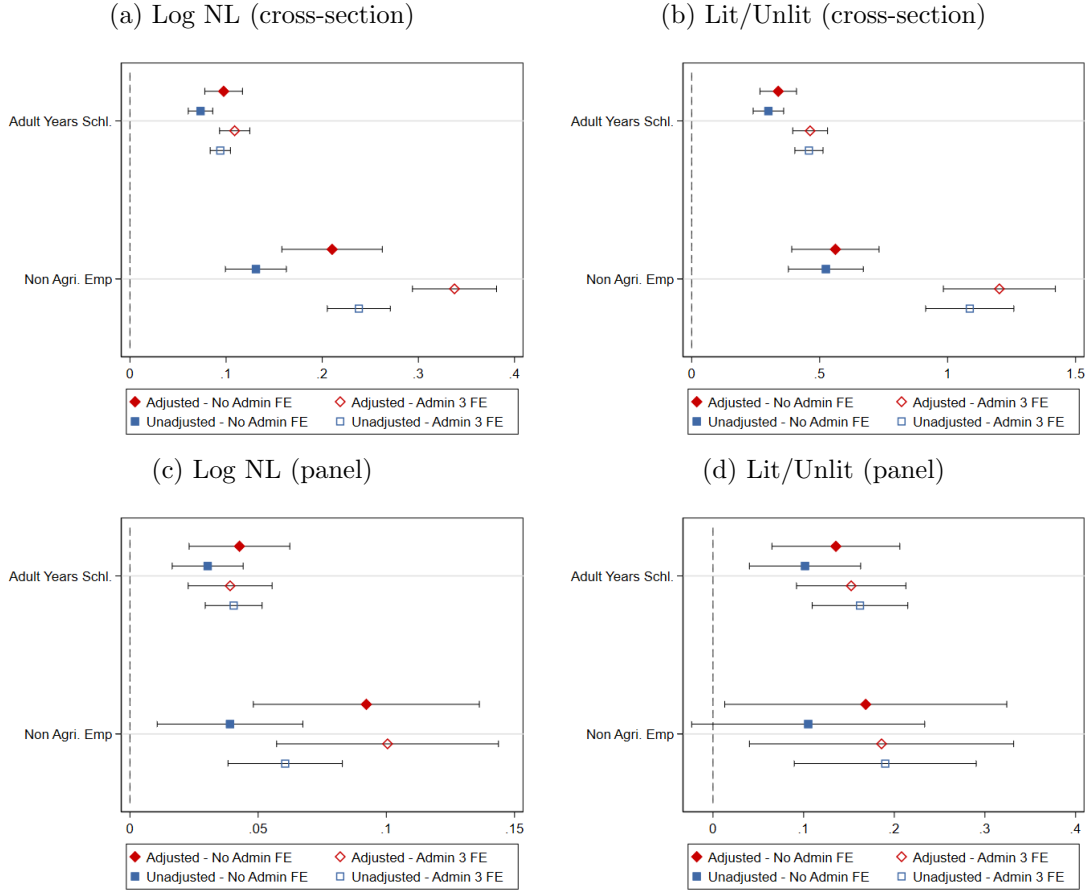 (a) Log NL (cross-section)
(b) Lit/Unlit (cross-section)
Adult Years Schl.
Non Agri. Emp
0 .1 .2 .3 .4
Adjusted - No Admin FE Adjusted - Admin 3 FE
Unadjusted - No Admin FE Unadjusted - Admin 3 FE
Adult Years Schl.
Non Agri. Emp
0 .5 1 1.5
Adjusted - No Admin FE Adjusted - Admin 3 FE
Unadjusted - No Admin FE Unadjusted - Admin 3 FE
(c) Log NL (panel)
(d) Lit/Unlit (panel)
Adult Years Schl.
Non Agri. Emp
0 .05 .1 .15
Adjusted - No Admin FE Adjusted - Admin 3 FE
Unadjusted - No Admin FE Unadjusted - Admin 3 FE
Adult Years Schl.
Non Agri. Emp
0 .1 .2 .3 .4
Adjusted - No Admin FE Adjusted - Admin 3 FE
Unadjusted - No Admin FE Unadjusted - Admin 3 FE